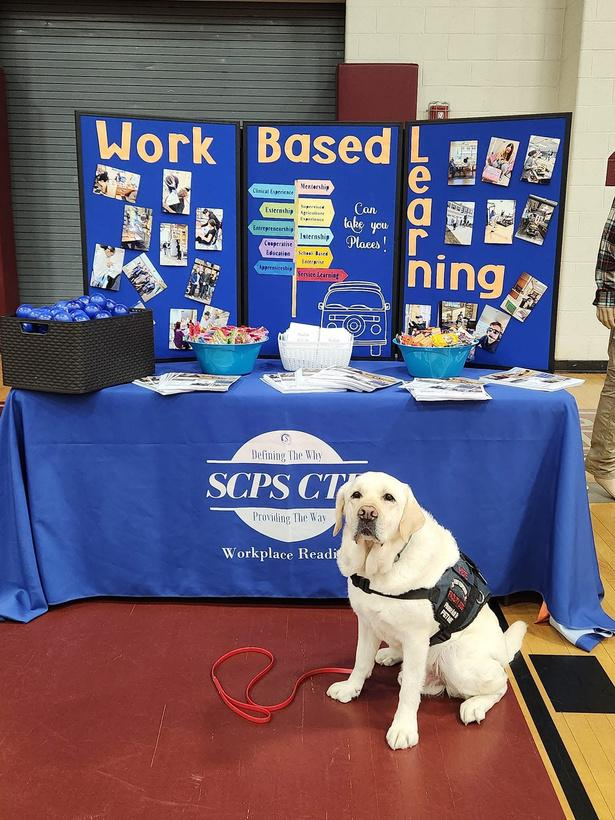 Work
Based
Learning
Clinical Experience
Mentorship
Externship
Supervised
Agricultural
Experience
Entrepreneurship
Internship
Cooperative
Education
School-Based
Enterprise
Apprenticeship
Service Learning
Can
take you
Places!
Defining The Why
SCPS CT
Providing The Way
Workplace Readi